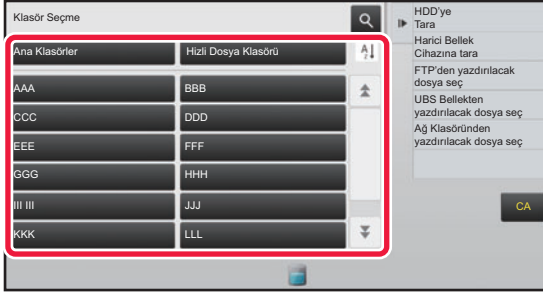 Klasör Seçme
Ana Klasörler
Hizli Dosya Klasörü
A
Z
AAA
BBB
CCC
DDD
EEE
FFF
GGG
HHH
III III
JJJ
KKK
LLL
HDD'ye
Tara
Harici Bellek
Cihazına tara
FTP'den yazdırılacak
dosya seç
UBS Bellekten
yazdırılacak dosya seç
Ağ Klasöründen
yazdırılacak dosya seç
CA